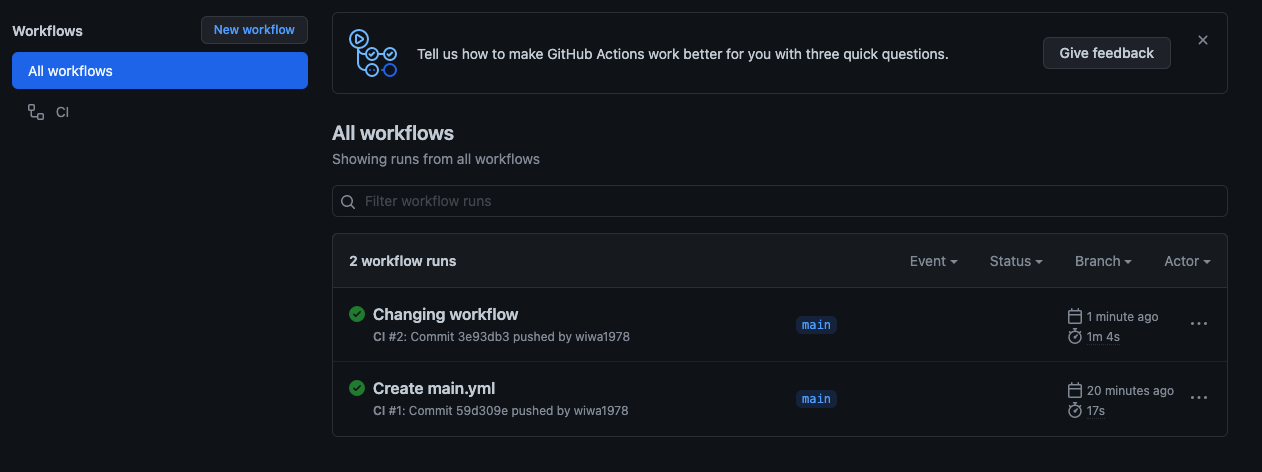 Workflows
New workflow
All workflows
CI
Tell us how to make GitHub Actions work better for you with three quick questions.
Give feedback
All workflows
Showing runs from all workflows
Filter workflow runs
2 workflow runs
Event
Status
Branch
Actor
Changing workflow
CI #2: Commit 3e93db3 pushed by wiwa1978
main
1 minute ago
1m 4s
Create main.yml
CI #1: Commit 59d309e pushed by wiwa1978
main
20 minutes ago
17s